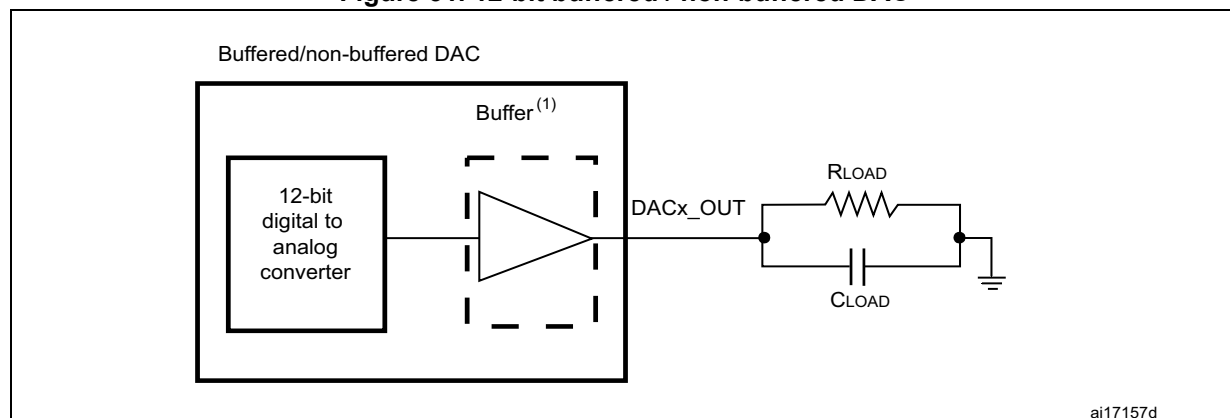 Buffered/non-buffered DAC
Buffer(1)
12-bit
digital to
analog
converter
DACx_OUT
RLOAD
CLOAD
ai17157d